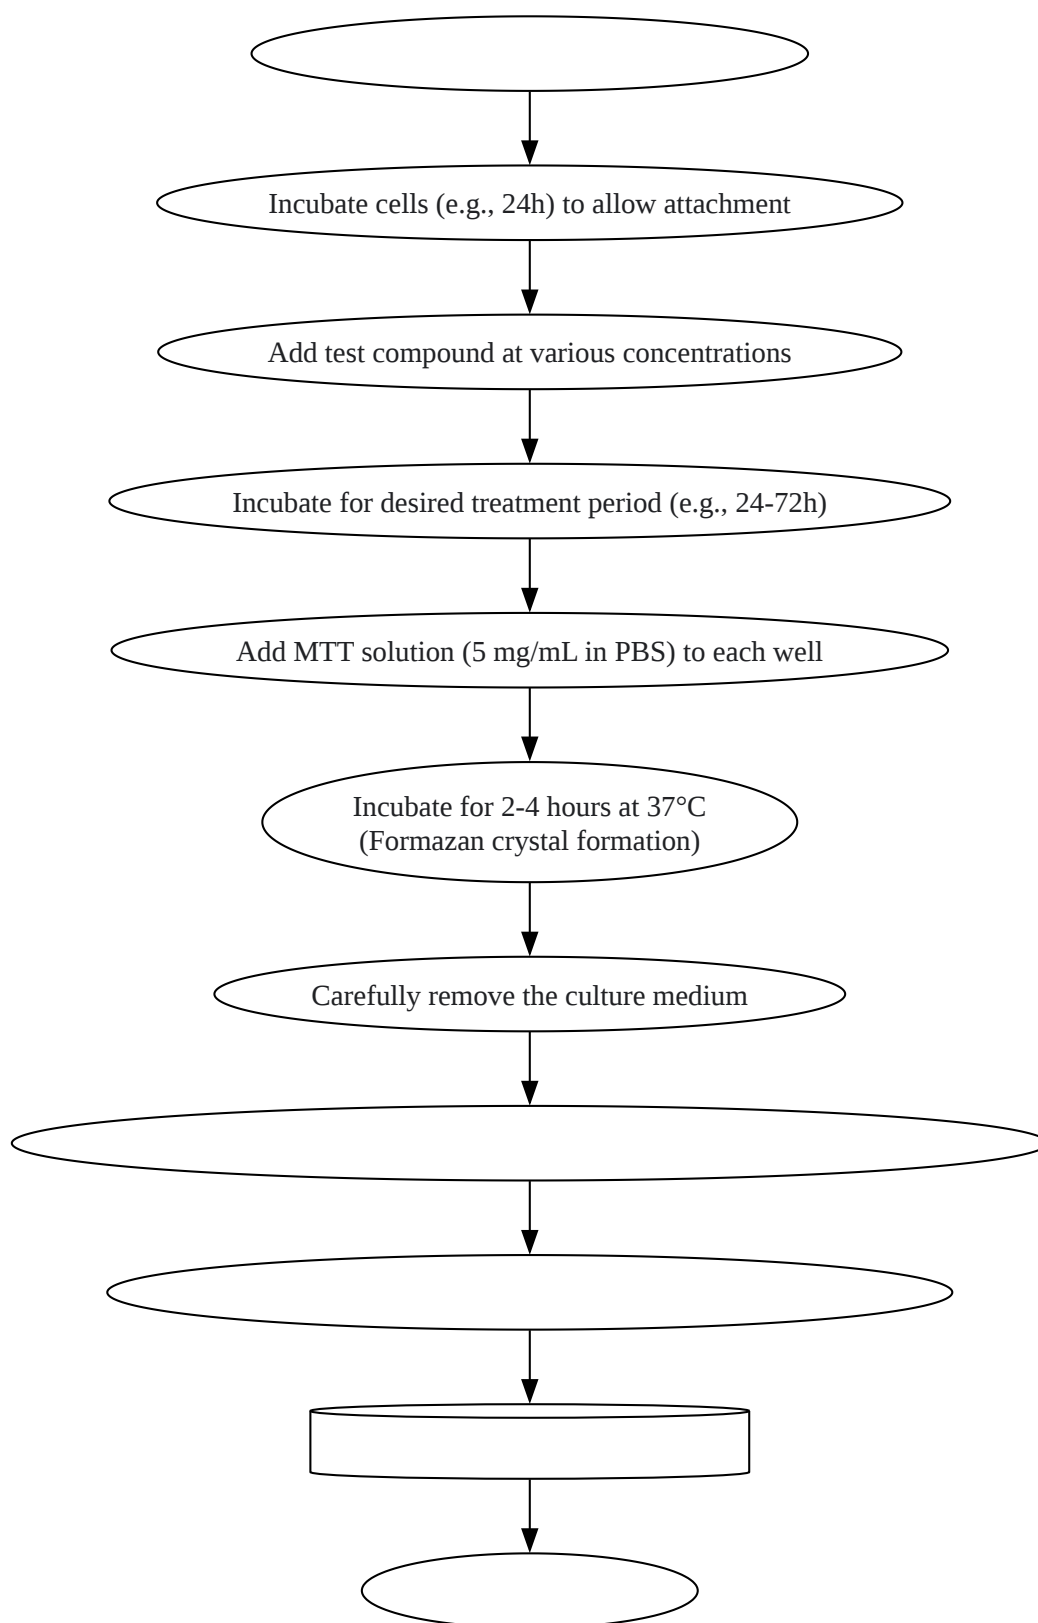 Incubate cells (e.g., 24h) to allow attachment
Add test compound at various concentrations
Incubate for desired treatment period (e.g., 24-72h)
Add MTT solution (5 mg/mL in PBS) to each well
Incubate for 2-4 hours at 37°C
(Formazan crystal formation)
Carefully remove the culture medium